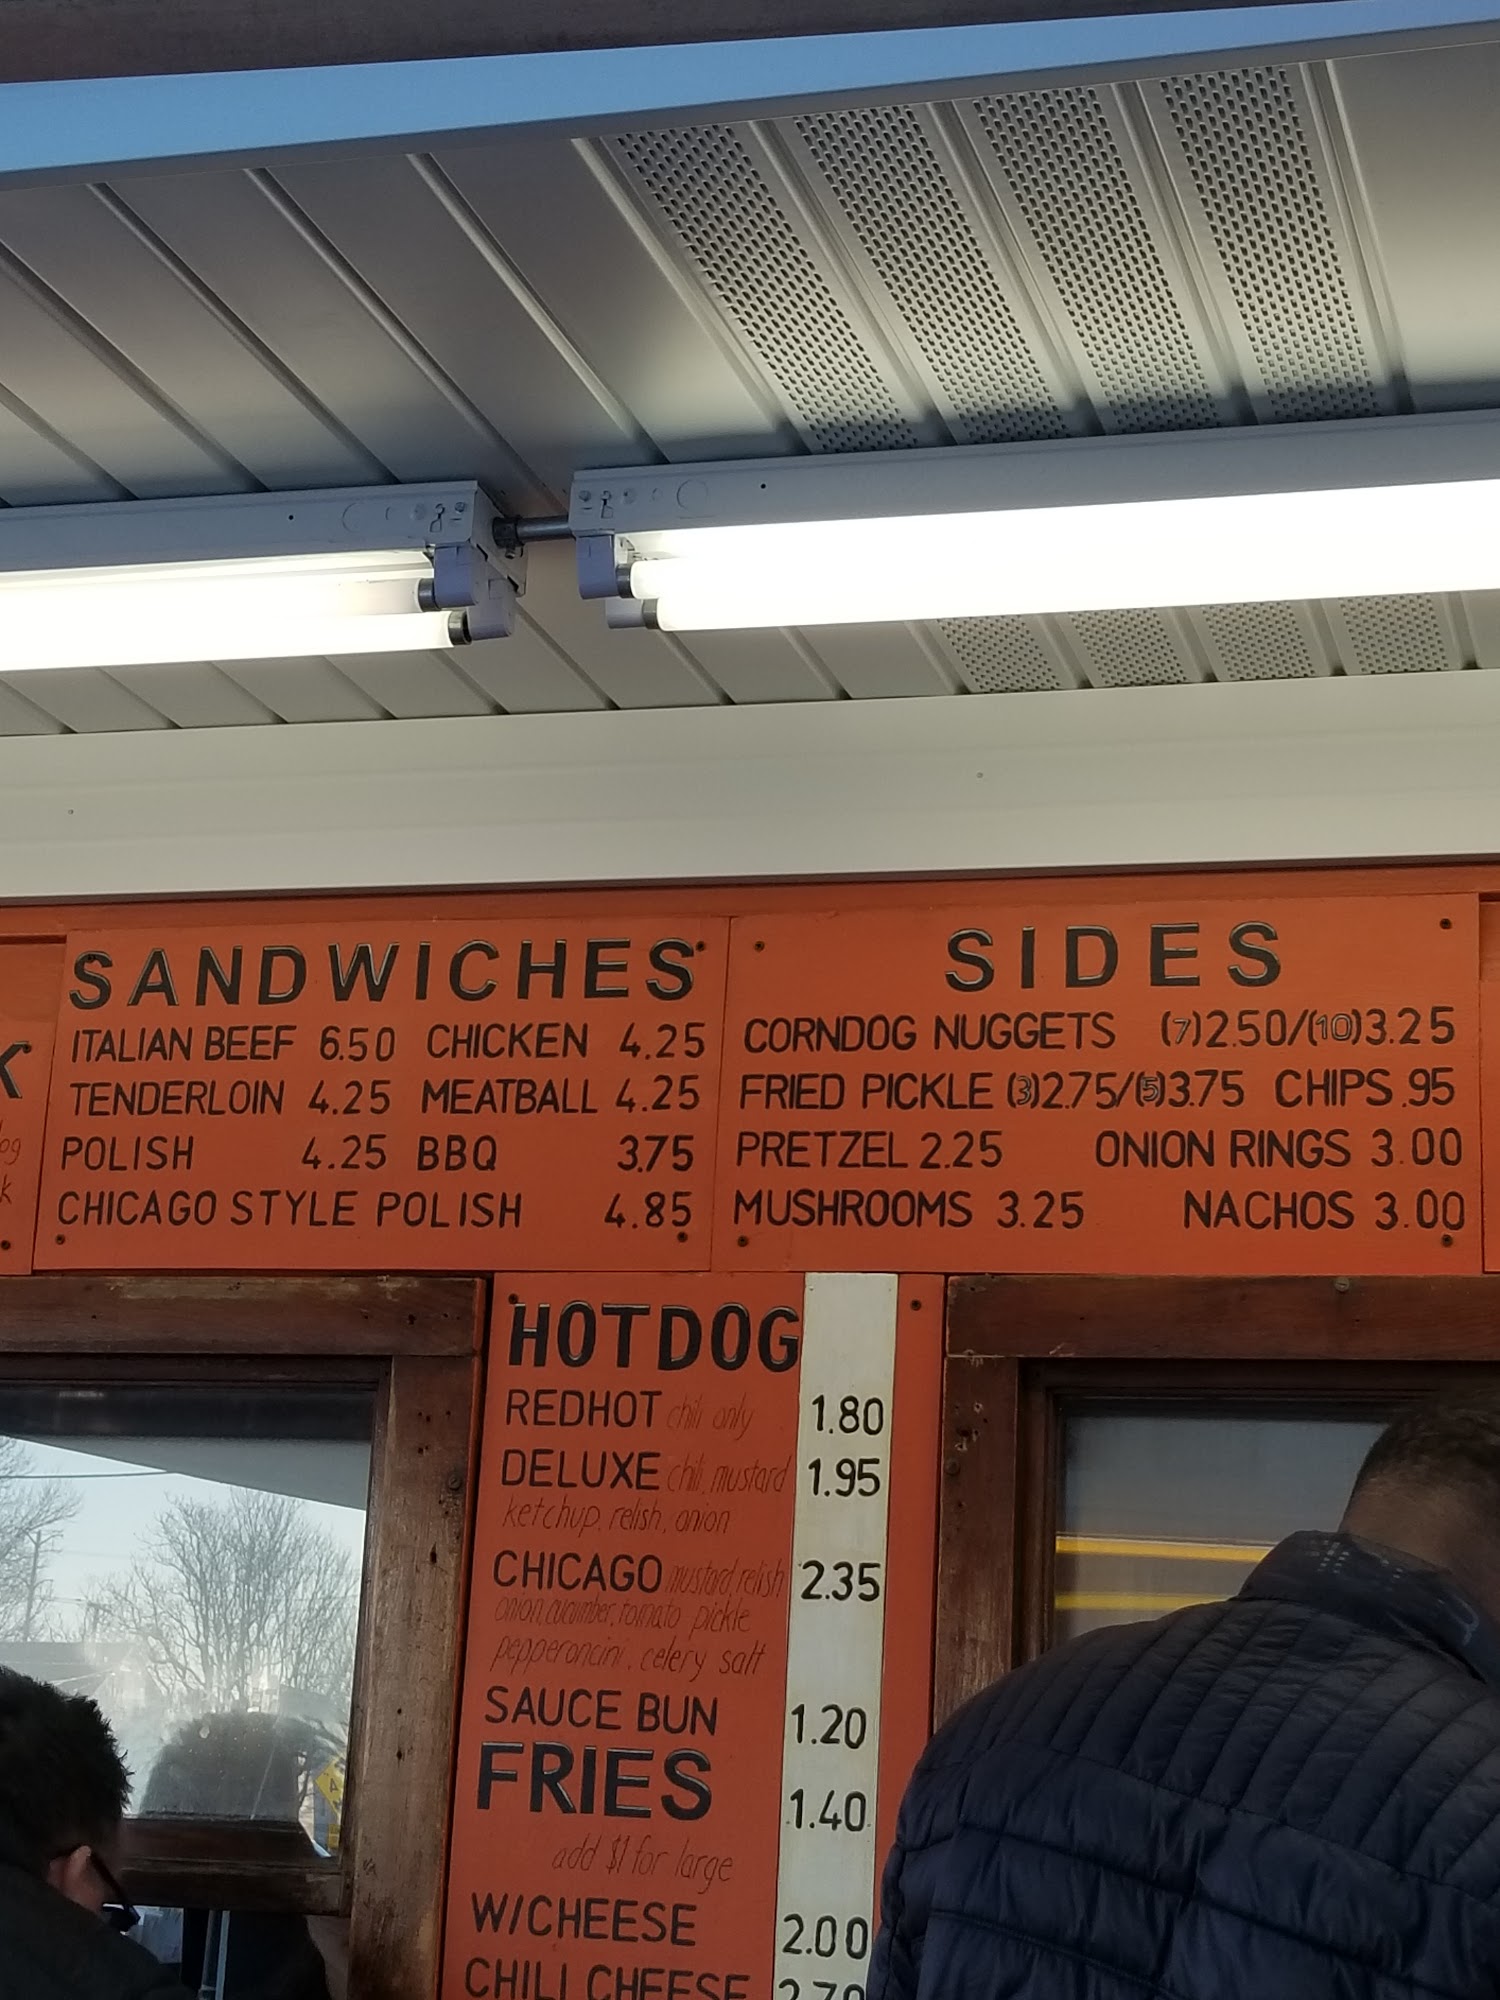 SANDWICHES
ITALIAN BEEF 6.50 CHICKEN 4.25
TENDERLOIN 4.25 MEATBALL 4.25
POLISH 4.25 BBQ 3.75
CHICAGO STYLE POLISH 4.85
SIDES
CORNDOG NUGGETS (7)2.50/(10)3.25
FRIED PICKLE (3)2.75/(5)3.75 CHIPS .95
PRETZEL 2.25 ONION RINGS 3.00
MUSHROOMS 3.25 NACHOS 3.00
HOTDOG
REDHOT chili only 1.80
DELUXE chili, mustard 1.95
ketchup, relish, onion
CHICAGO mustard, relish 2.35
onion, cucumber, tomato pickle
pepperoncini, celery salt
SAUCE BUN 1.20
FRIES 1.40
add $1 for large
W/CHEESE 2.00
CHILI CHEESE 2.70